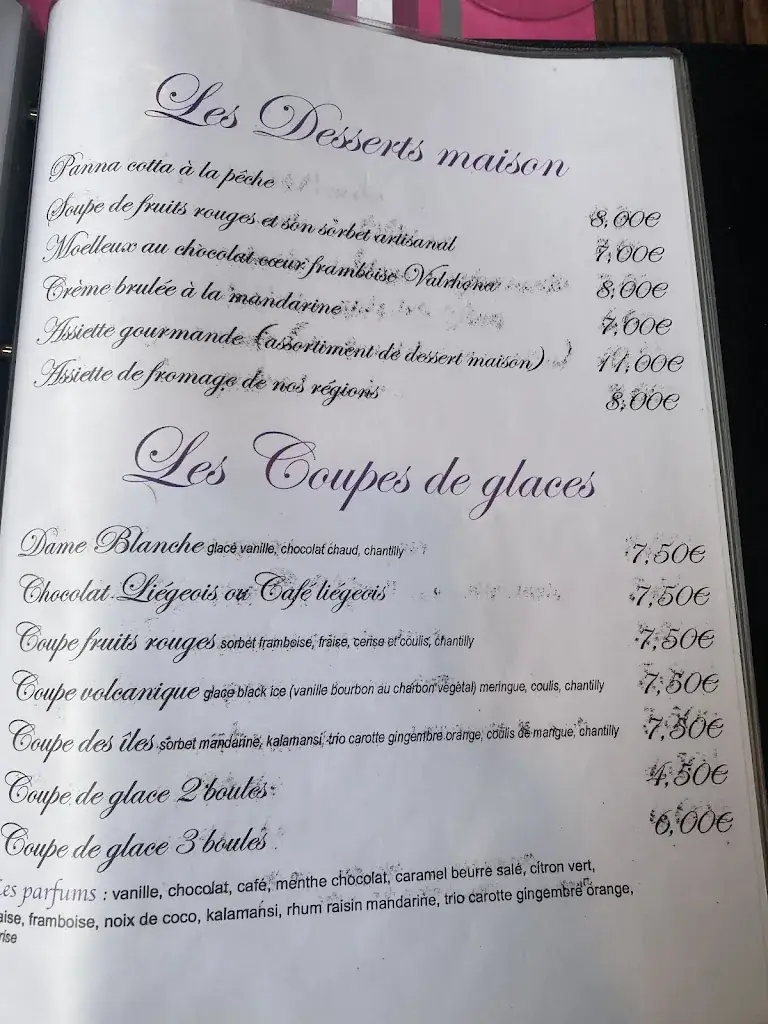 Les Desserts maison
Panna cotta à la pêche 8,00€
Soupe de fruits rouges et son sorbet artisanal 7,00€
Moelleux au chocolat cœur framboise Valrhona 8,00€
Crème brulée à la mandarine 7,00€
Assiette gourmande (assortiment de dessert maison) 11,00€
Assiette de fromage de nos régions 8,00€
Les Coupes de glaces
Dame Blanche glace vanille, chocolat chaud, chantilly 7,50€
Chocolat Liégeois ou Café liégeois 7,50€
Coupe fruits rouges sorbet framboise, fraise, cerise et coulis, chantilly 7,50€
Coupe volcanique glace black ice (vanille bourbon au charbon végétal) meringue, coulis, chantilly 7,50€
Coupe des îles sorbet mandarine, kalamansi, trio carotte gingembre orange, coulis de mangue, chantilly 7,50€
Coupe de glace 2 boules 4,50€
Coupe de glace 3 boules 6,00€
es parfums : vanille, chocolat, café, menthe chocolat, caramel beurre salé, citron vert,
aise, framboise, noix de coco, kalamansi, rhum raisin mandarine, trio carotte gingembre orange,
rise